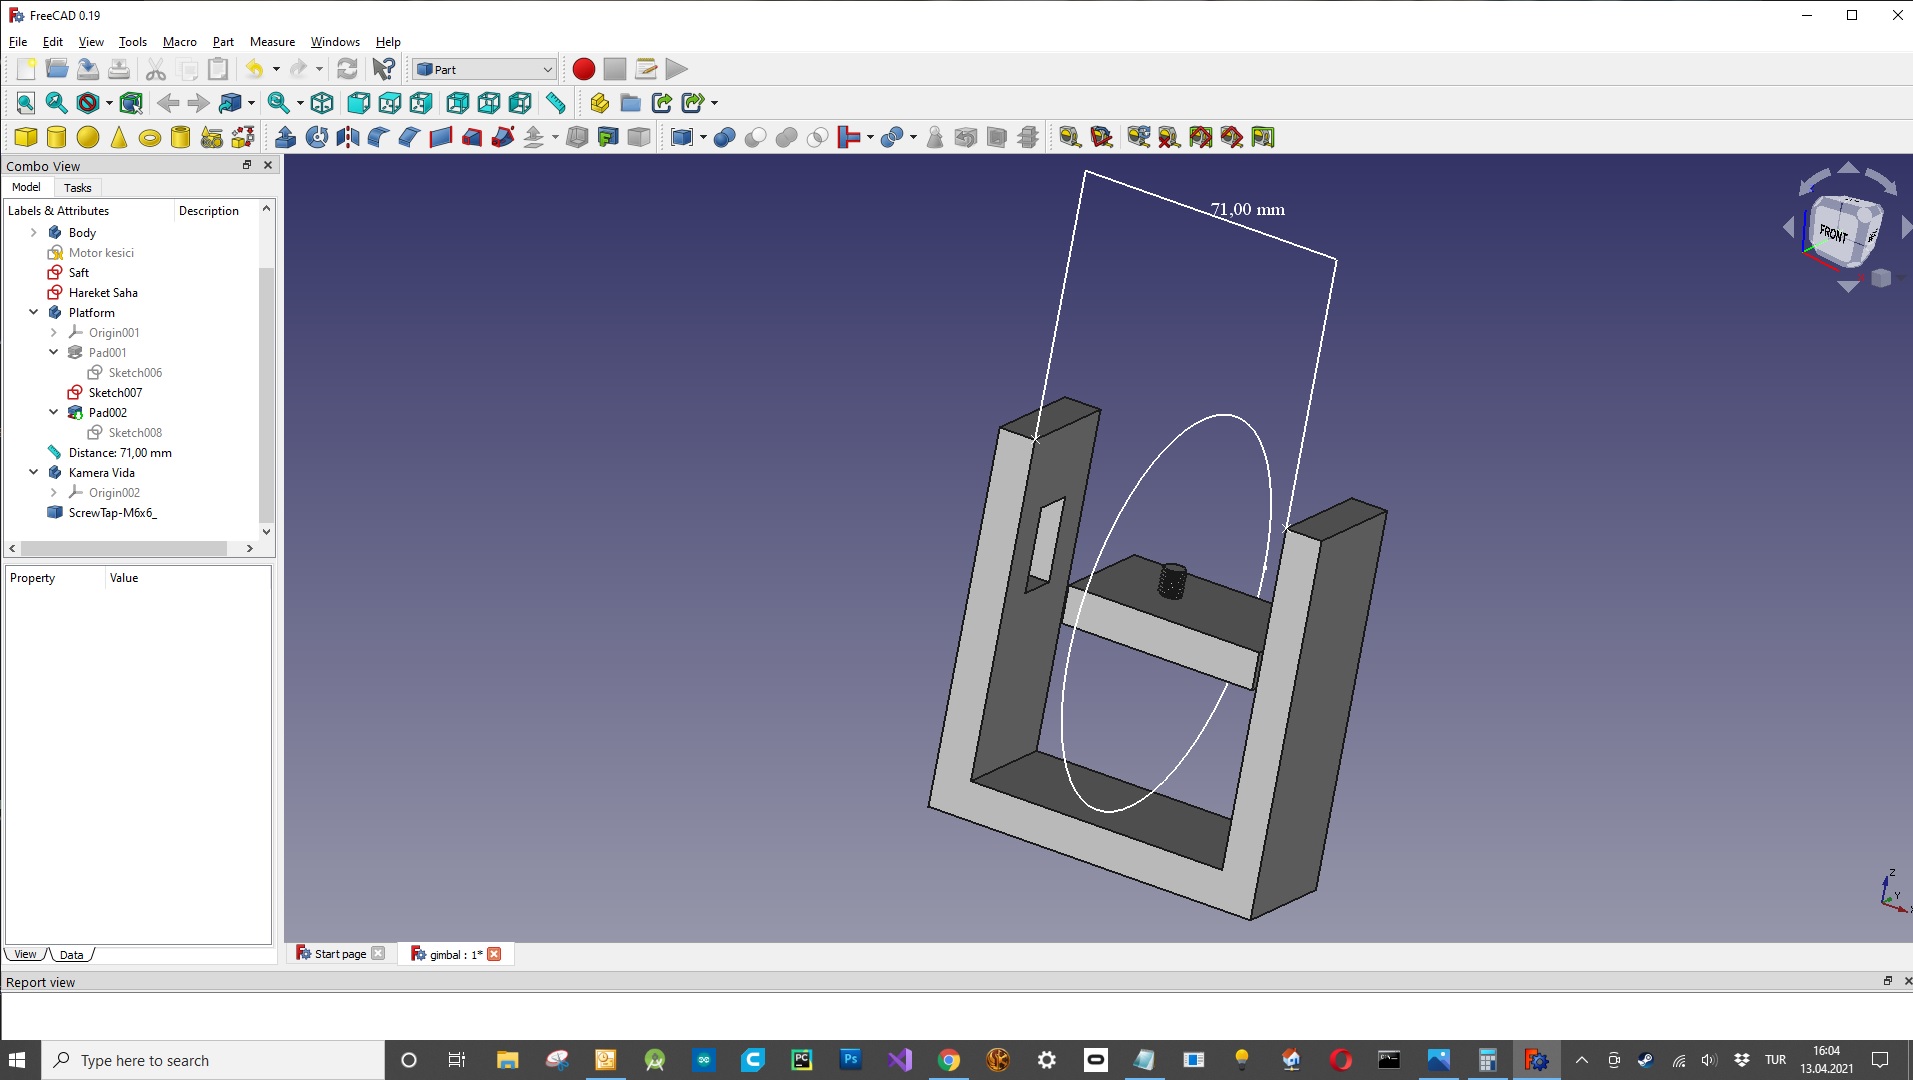 FreeCAD 0.19
File Edit View Tools Macro Part Measure Windows Help
Part
Combo View
Model Tasks
Labels & Attributes Description
Body
Motor kesici
Saft
Hareket Saha
Platform
Origin001
Pad001
Sketch006
Sketch007
Pad002
Sketch008
Distance: 71,00 mm
Kamera Vida
Origin002
ScrewTap-M6x6_
Property Value
View Data
71,00 mm
FRONT
Z
Y
X
Start page
gimbal : 1*
Report view
Type here to search
PC
Ps
TUR
16:04
13.04.2021